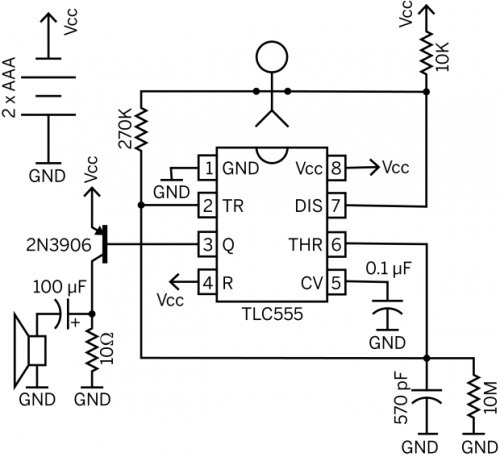 Vcc
Vcc
2 x AAA
10K
270K
GND
Vcc
1 GND Vcc 8
Vcc
GND
2 TR DIS 7
2N3906
3 Q THR 6
4 R CV 5
0.1 µF
Vcc
100 µF
TLC555
+
10Ω
GND
570 pF
10M
GND
GND
GND
GND